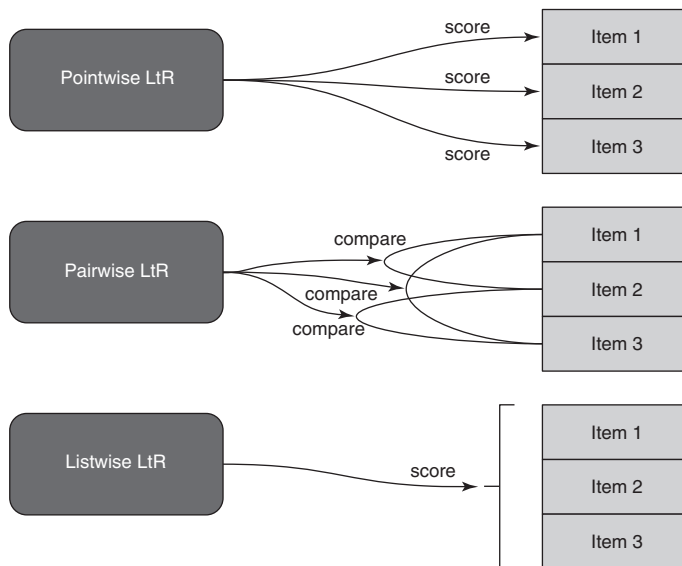 Pointwise LtR
score
score
score
Item 1
Item 2
Item 3
Pairwise LtR
compare
compare
compare
Item 1
Item 2
Item 3
Listwise LtR
score
Item 1
Item 2
Item 3